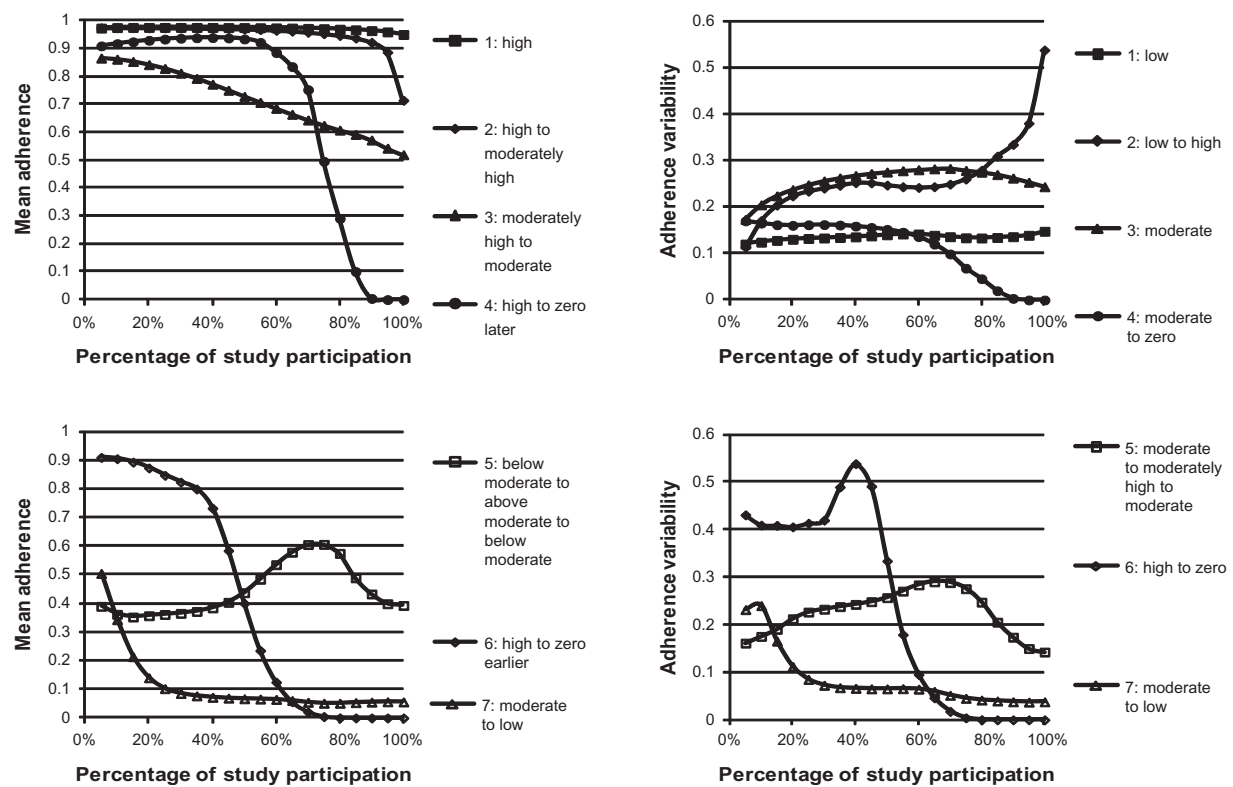 Mean adherence
1
0.9
0.8
0.7
0.6
0.5
0.4
0.3
0.2
0.1
0
0% 20% 40% 60% 80% 100%
Percentage of study participation
1: high
2: high to
moderately
high
3: moderately
high to
moderate
4: high to zero
later
Adherence variability
0.6
0.5
0.4
0.3
0.2
0.1
0
0% 20% 40% 60% 80% 100%
Percentage of study participation
1: low
2: low to high
3: moderate
4: moderate
to zero
Mean adherence
1
0.9
0.8
0.7
0.6
0.5
0.4
0.3
0.2
0.1
0
0% 20% 40% 60% 80% 100%
Percentage of study participation
5: below
moderate to
above
moderate to
below
moderate
6: high to zero
earlier
7: moderate
to low
Adherence variability
0.6
0.5
0.4
0.3
0.2
0.1
0
0% 20% 40% 60% 80% 100%
Percentage of study participation
5: moderate
to moderately
high to
moderate
6: high to zero
7: moderate
to low